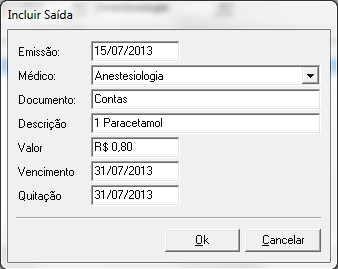 Incluir Saída
Emissão: 15/07/2013
Médico: Anestesiologia
Documento: Contas
Descrição 1 Paracetamol
Valor R$ 0,80
Vencimento 31/07/2013
Quitação 31/07/2013
Ok Cancelar